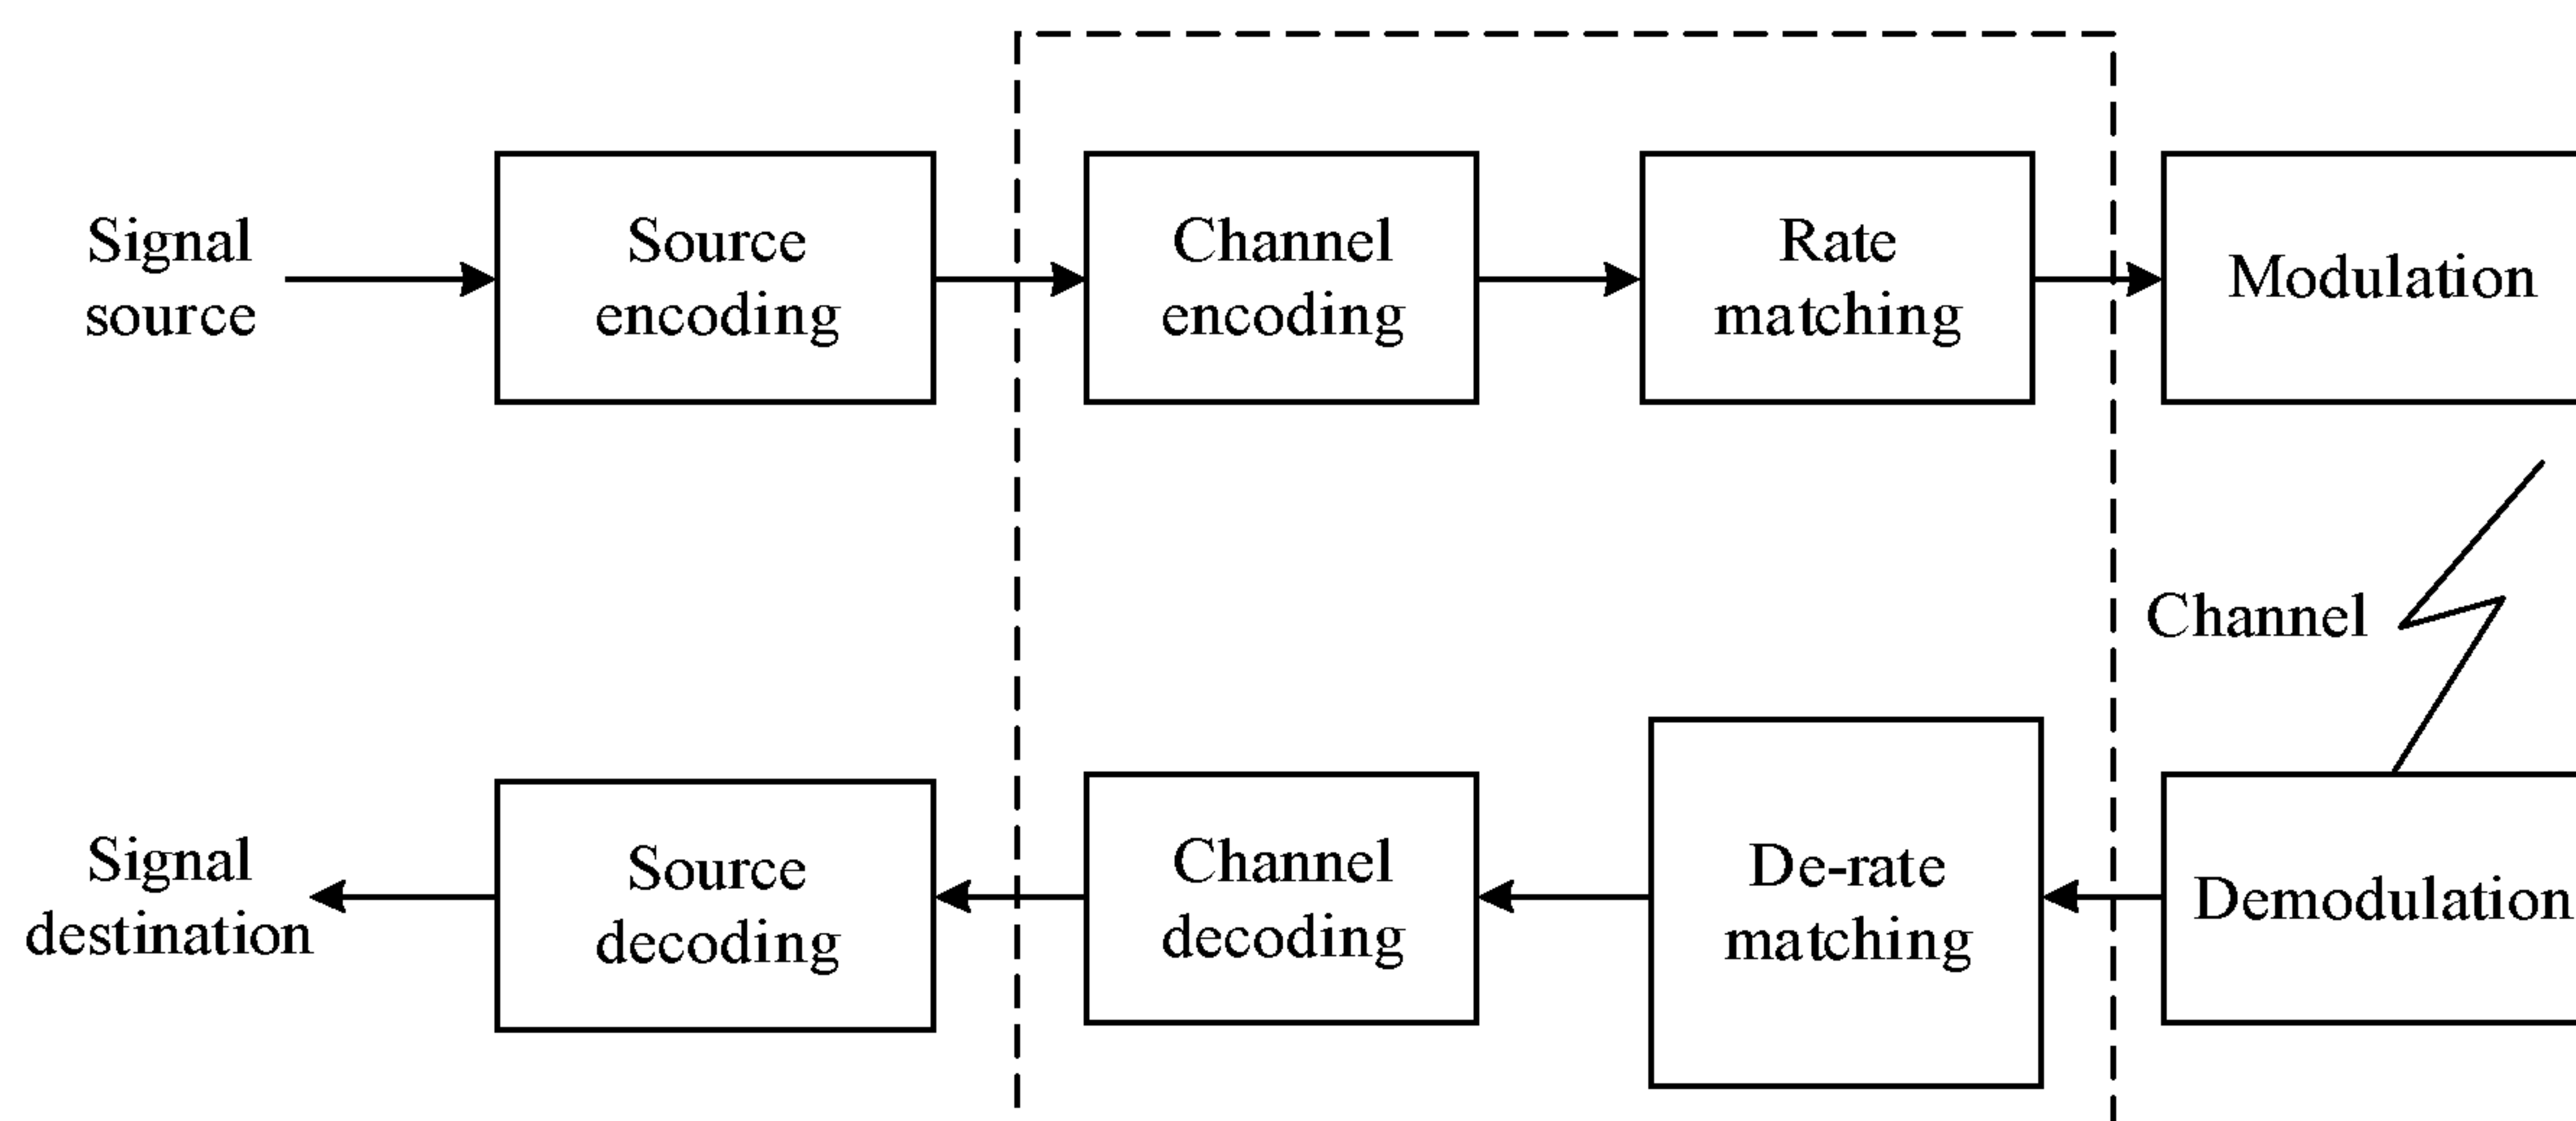 Signal
source
Source
encoding
Channel
encoding
Rate
matching
Modulation
Channel
Signal
destination
Source
decoding
Channel
decoding
De-rate
matching
Demodulation